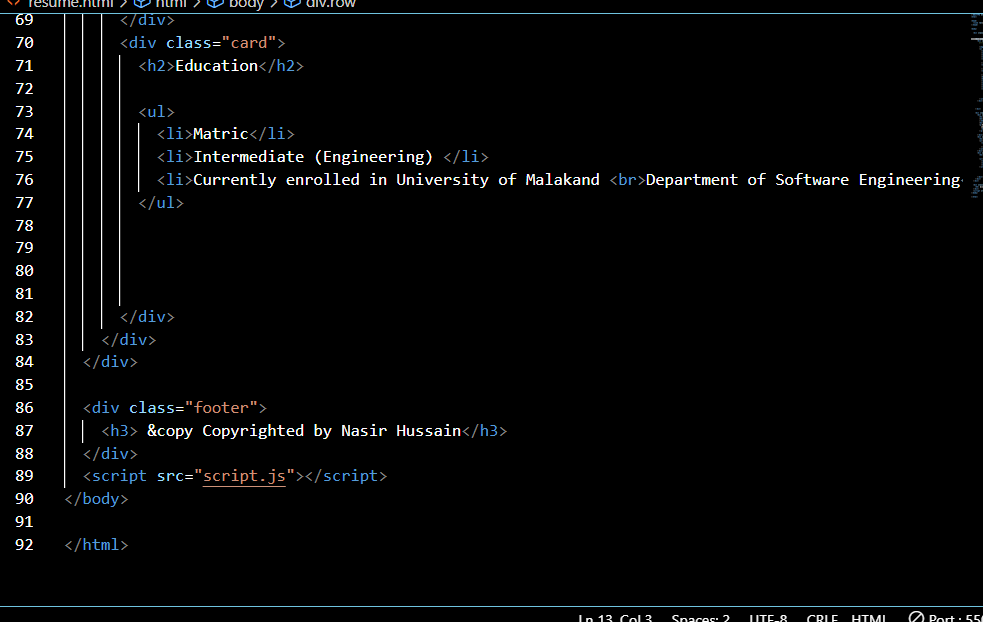 resume.html > html > body > div.row
69 </div>
70 <div class="card">
71 <h2>Education</h2>
72
73 <ul>
74 <li>Matric</li>
75 <li>Intermediate (Engineering) </li>
76 <li>Currently enrolled in University of Malakand <br>Department of Software Engineering
77 </ul>
78
79
80
81
82 </div>
83 </div>
84 </div>
85
86 <div class="footer">
87 <h3> &copy Copyrighted by Nasir Hussain</h3>
88 </div>
89 <script src="script.js"></script>
90 </body>
91
92 </html>
Ln 13, Col 3 Spaces: 2 UTF-8 CRLF HTML Port : 550